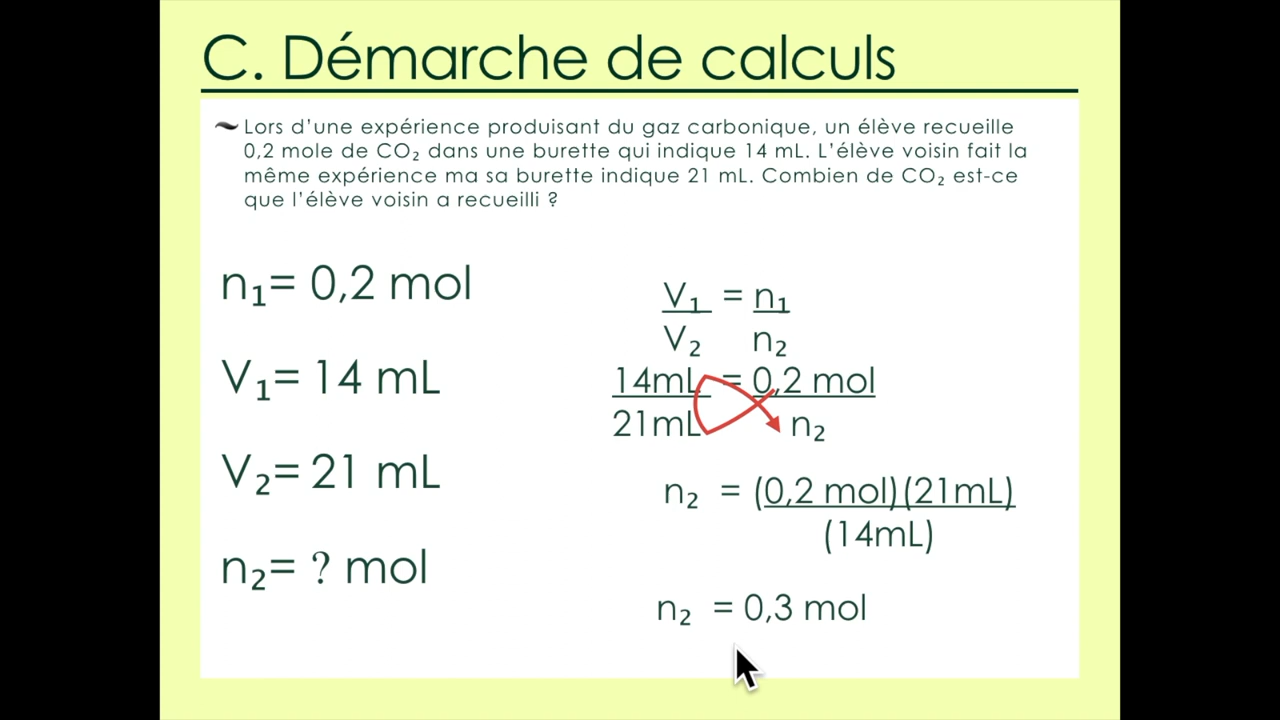 C. Démarche de calculs
Lors d’une expérience produisant du gaz carbonique, un élève recueille
0,2 mole de CO₂ dans une burette qui indique 14 mL. L’élève voisin fait la
même expérience ma sa burette indique 21 mL. Combien de CO₂ est-ce
que l’élève voisin a recueilli ?
n₁= 0,2 mol
V₁= 14 mL
V₂= 21 mL
n₂= ? mol
V₁ = n₁
V₂ n₂
14mL = 0,2 mol
21mL n₂
n₂ = (0,2 mol)(21mL)
(14mL)
n₂ = 0,3 mol